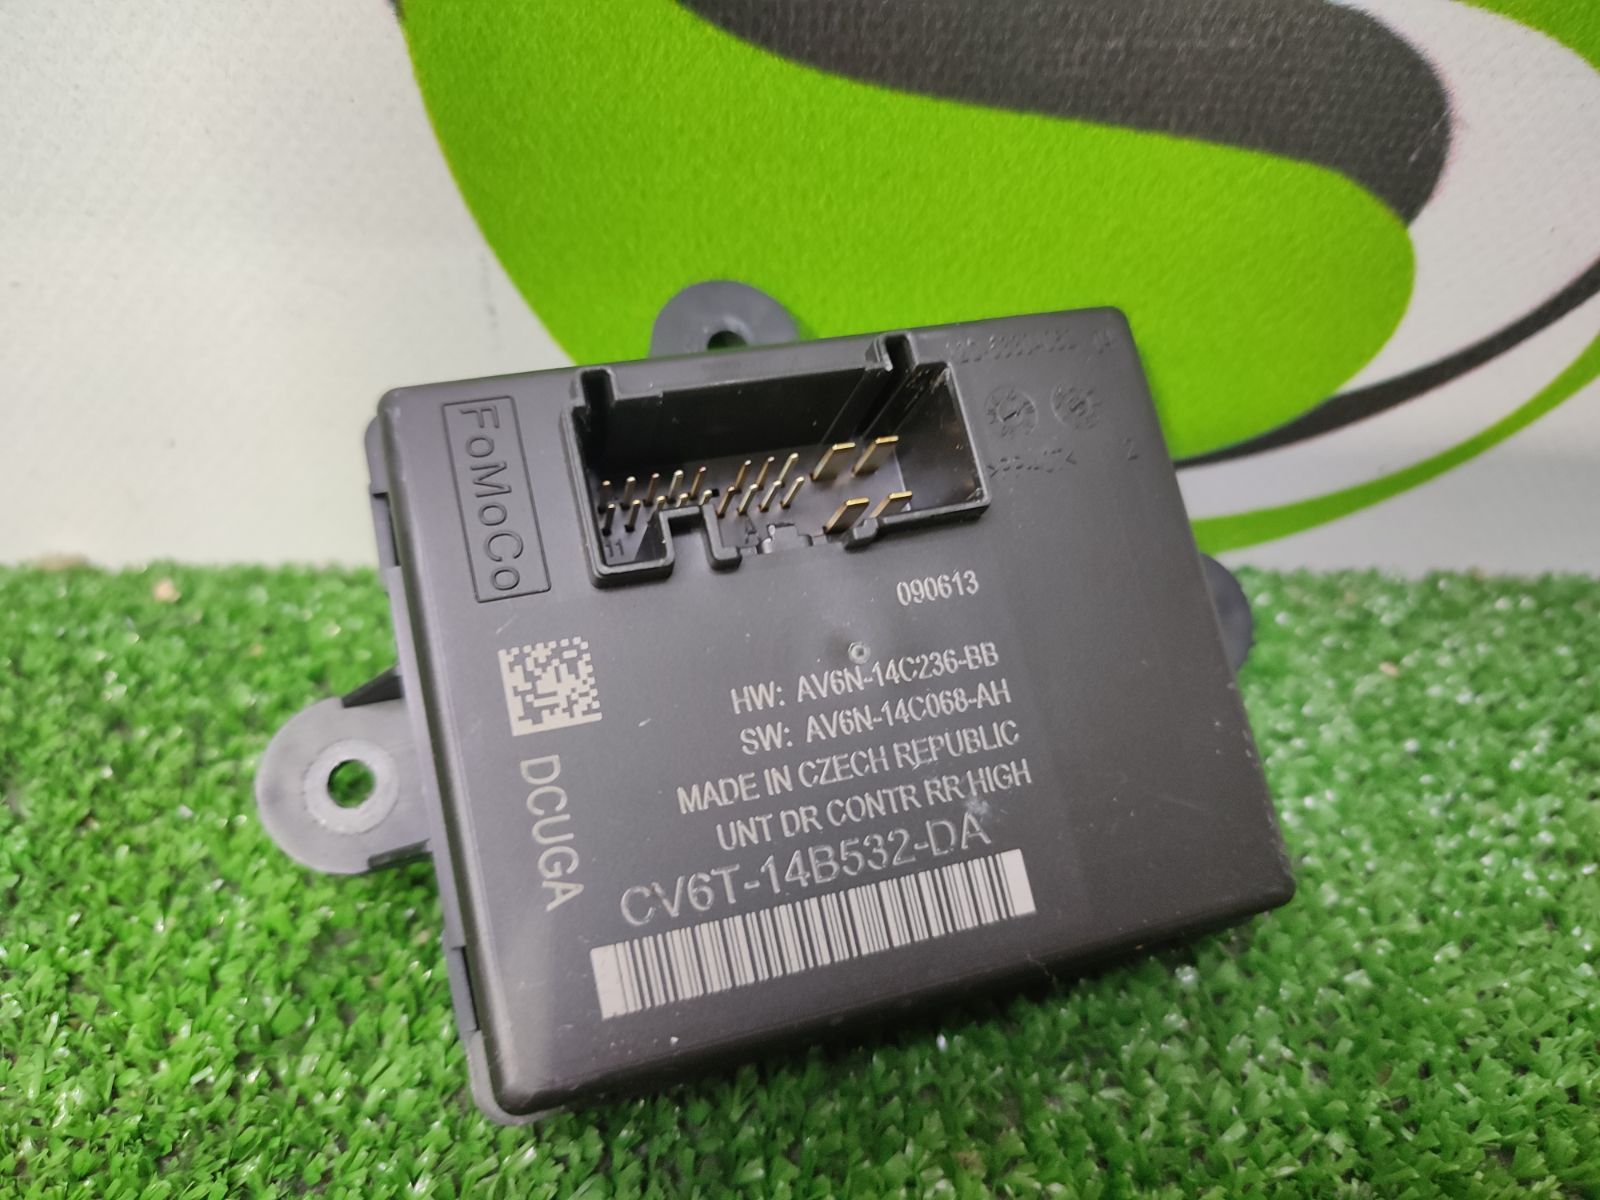 FoMoCo
11
090613
HW: AV6N-14C236-BB
SW: AV6N-14C068-AH
MADE IN CZECH REPUBLIC
UNT DR CONTR RR HIGH
CV6T-14B532-DA
DCUGA